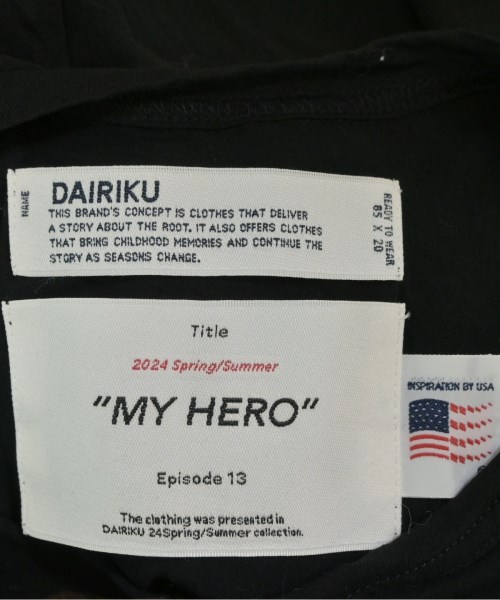 NAME
DAIRIKU
THIS BRAND'S CONCEPT IS CLOTHES THAT DELIVER
A STORY ABOUT THE ROOT. IT ALSO OFFERS CLOTHES
THAT BRING CHILDHOOD MEMORIES AND CONTINUE THE
STORY AS SEASONS CHANGE.
READY TO WEAR
85 X 20
Title
2024 Spring/Summer
"MY HERO"
Episode 13
The clothing was presented in
DAIRIKU 24Spring/Summer collection.
INSPIRATION BY USA